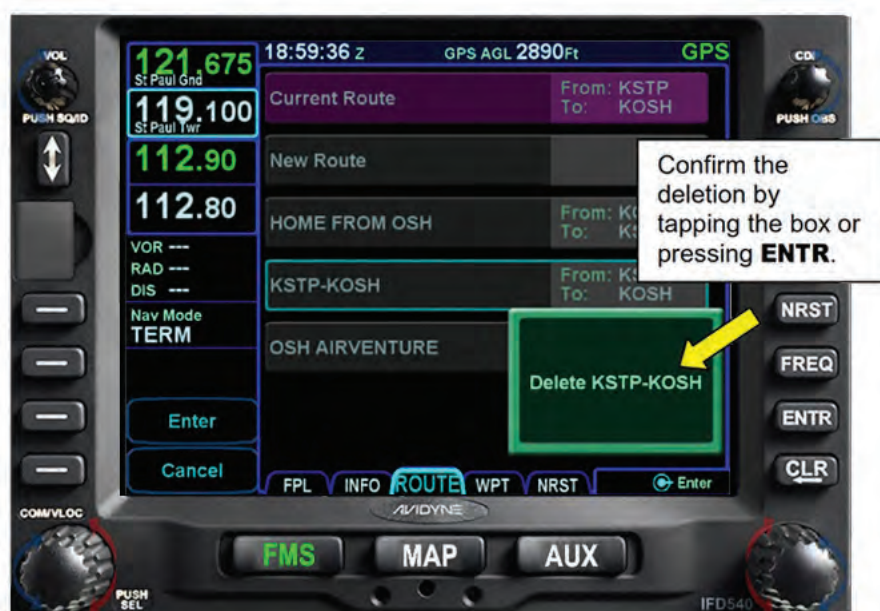 VOL
PUSH SQ/ID
121.675
St Paul Gnd
119.100
St Paul Twr
112.90
112.80
VOR ---
RAD ---
DIS ---
Nav Mode
TERM
Enter
Cancel
18:59:36 Z GPS AGL 2890Ft GPS
Current Route From: KSTP
To: KOSH
New Route
HOME FROM OSH From:
To:
KSTP-KOSH From:
To: KOSH
OSH AIRVENTURE
Delete KSTP-KOSH
FPL INFO ROUTE WPT NRST Enter
Confirm the
deletion by
tapping the box or
pressing ENTR.
CDI
PUSH OBS
NRST
FREQ
ENTR
CLR
AVIDYNE
COM/VLOC
PUSH
SEL
FMS MAP AUX
IFD540